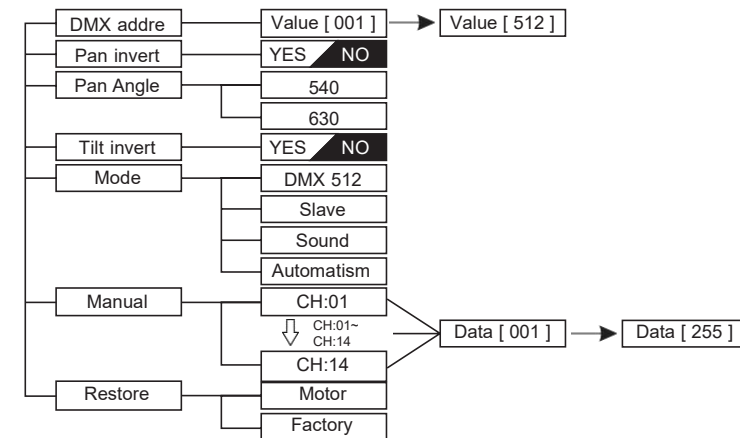 DMX addre Value [ 001 ] Value [ 512 ]
Pan invert YES NO
Pan Angle 540
630
Tilt invert YES NO
Mode DMX 512
Slave
Sound
Automatism
Manual CH:01
CH:01~
CH:14
Data [ 001 ] Data [ 255 ]
CH:14
Restore Motor
Factory